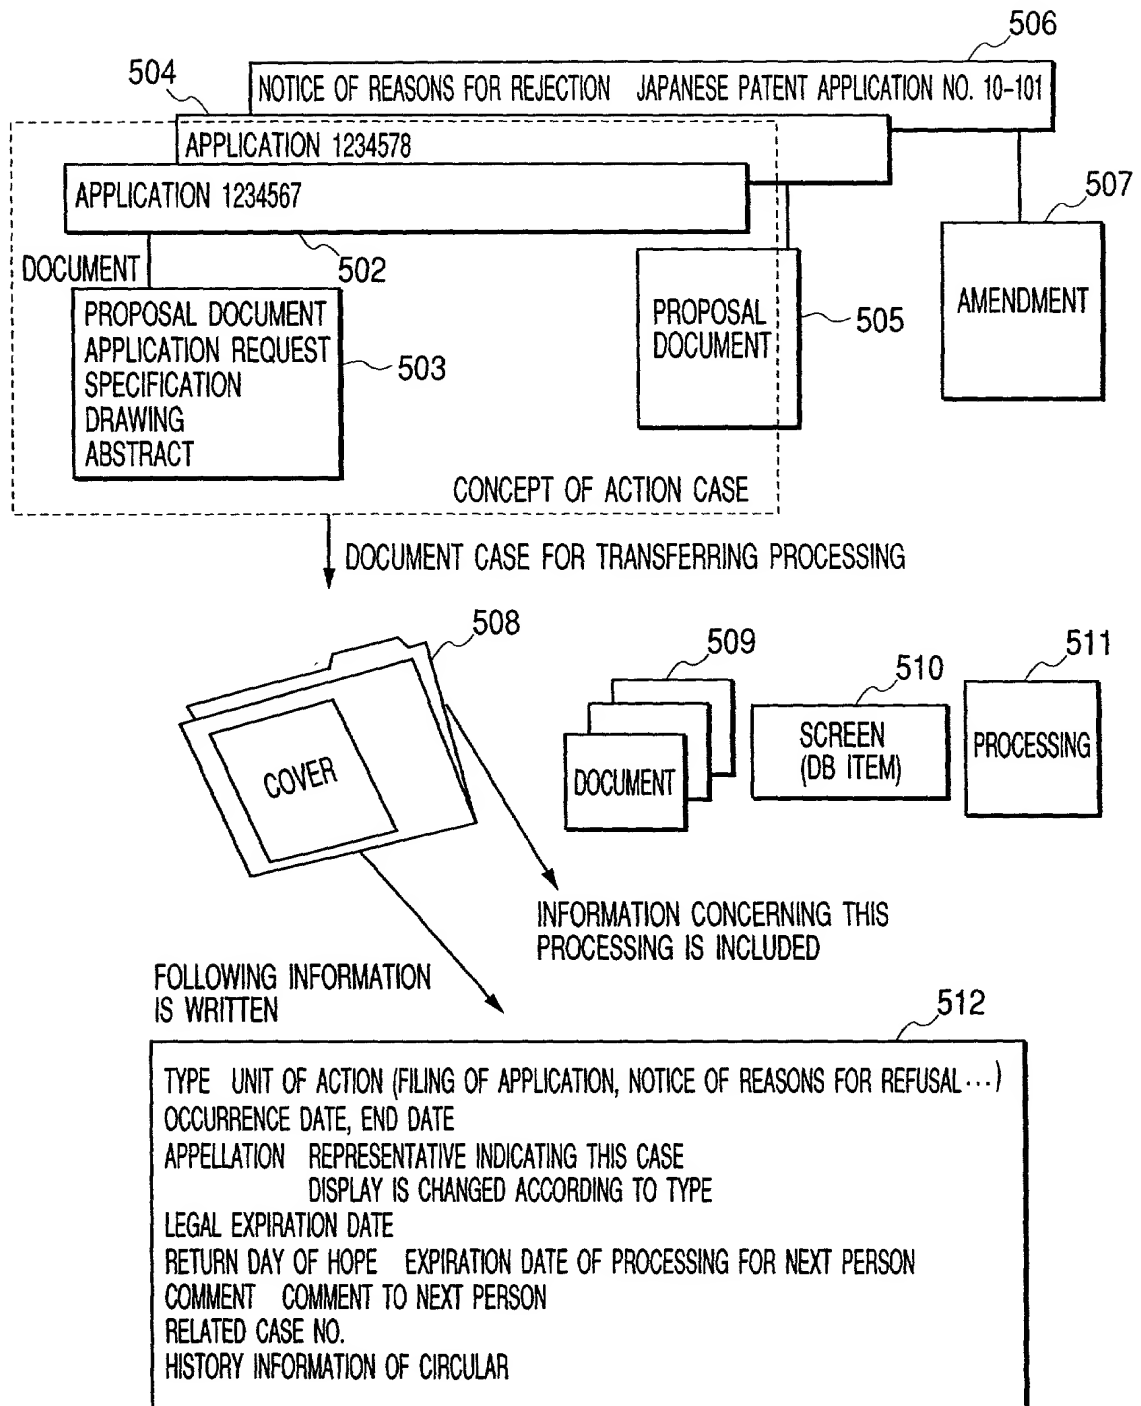 506
504
NOTICE OF REASONS FOR REJECTION JAPANESE PATENT APPLICATION NO. 10-101
APPLICATION 1234578
APPLICATION 1234567
507
DOCUMENT
502
PROPOSAL DOCUMENT
APPLICATION REQUEST
SPECIFICATION
DRAWING
ABSTRACT
503
PROPOSAL
DOCUMENT
505
AMENDMENT
CONCEPT OF ACTION CASE
DOCUMENT CASE FOR TRANSFERRING PROCESSING
508
509
510
511
COVER
DOCUMENT
SCREEN
(DB ITEM)
PROCESSING
INFORMATION CONCERNING THIS
PROCESSING IS INCLUDED
FOLLOWING INFORMATION
IS WRITTEN
512
TYPE UNIT OF ACTION (FILING OF APPLICATION, NOTICE OF REASONS FOR REFUSAL···)
OCCURRENCE DATE, END DATE
APPELLATION REPRESENTATIVE INDICATING THIS CASE
DISPLAY IS CHANGED ACCORDING TO TYPE
LEGAL EXPIRATION DATE
RETURN DAY OF HOPE EXPIRATION DATE OF PROCESSING FOR NEXT PERSON
COMMENT COMMENT TO NEXT PERSON
RELATED CASE NO.
HISTORY INFORMATION OF CIRCULAR